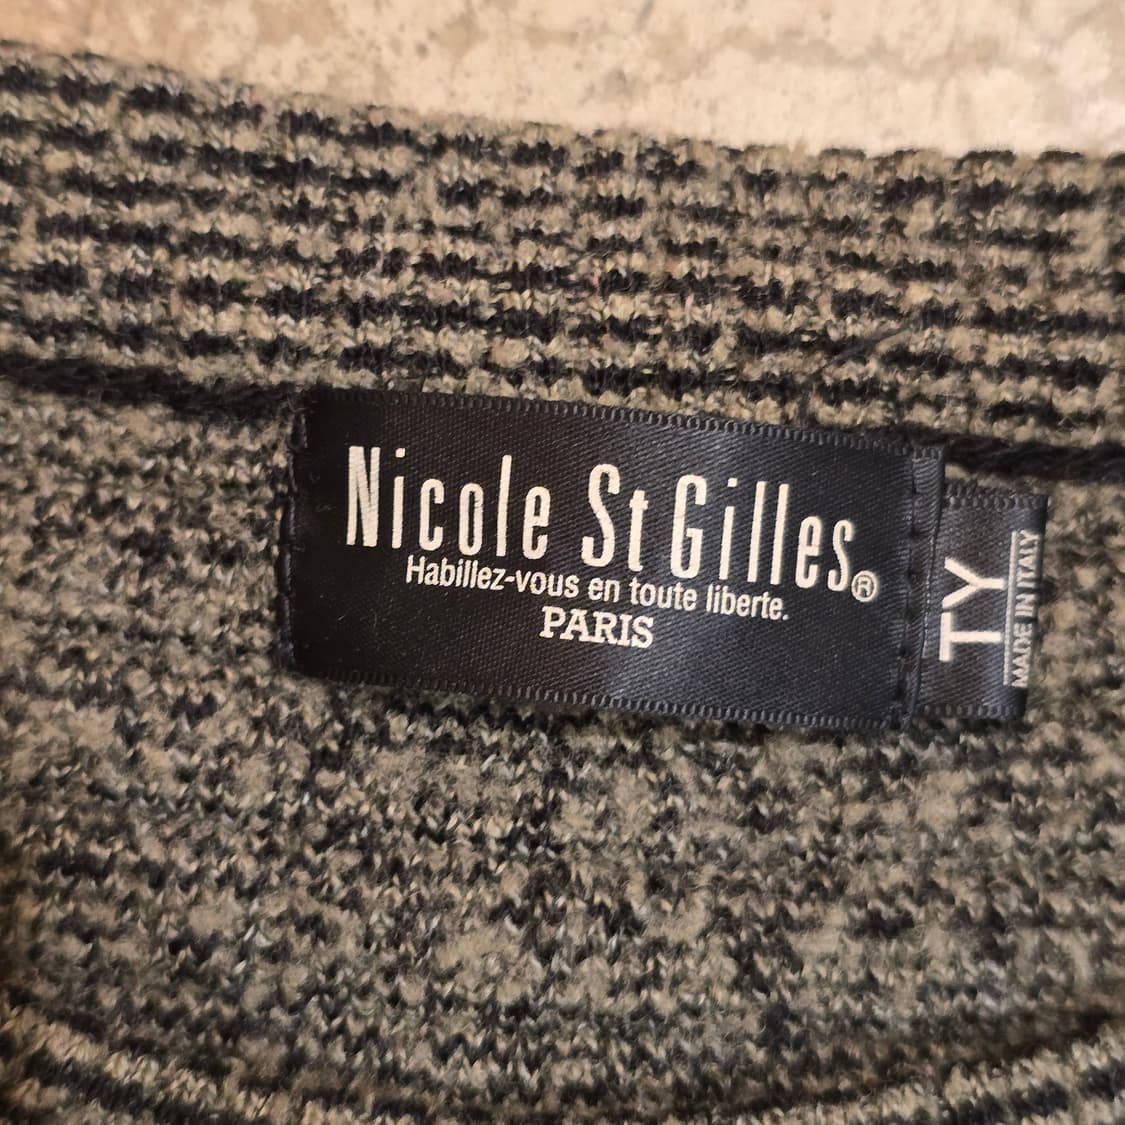 Nicole St Gilles®
Habillez-vous en toute liberte.
PARIS
TY
MADE IN ITALY